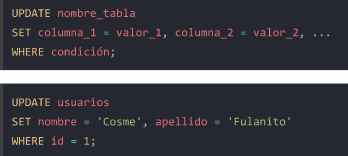 UPDATE nombre_tabla
SET columna_1 = valor_1, columna_2 = valor_2, ...
WHERE condición;
UPDATE usuarios
SET nombre = 'Cosme', apellido = 'Fulanito'
WHERE id = 1;